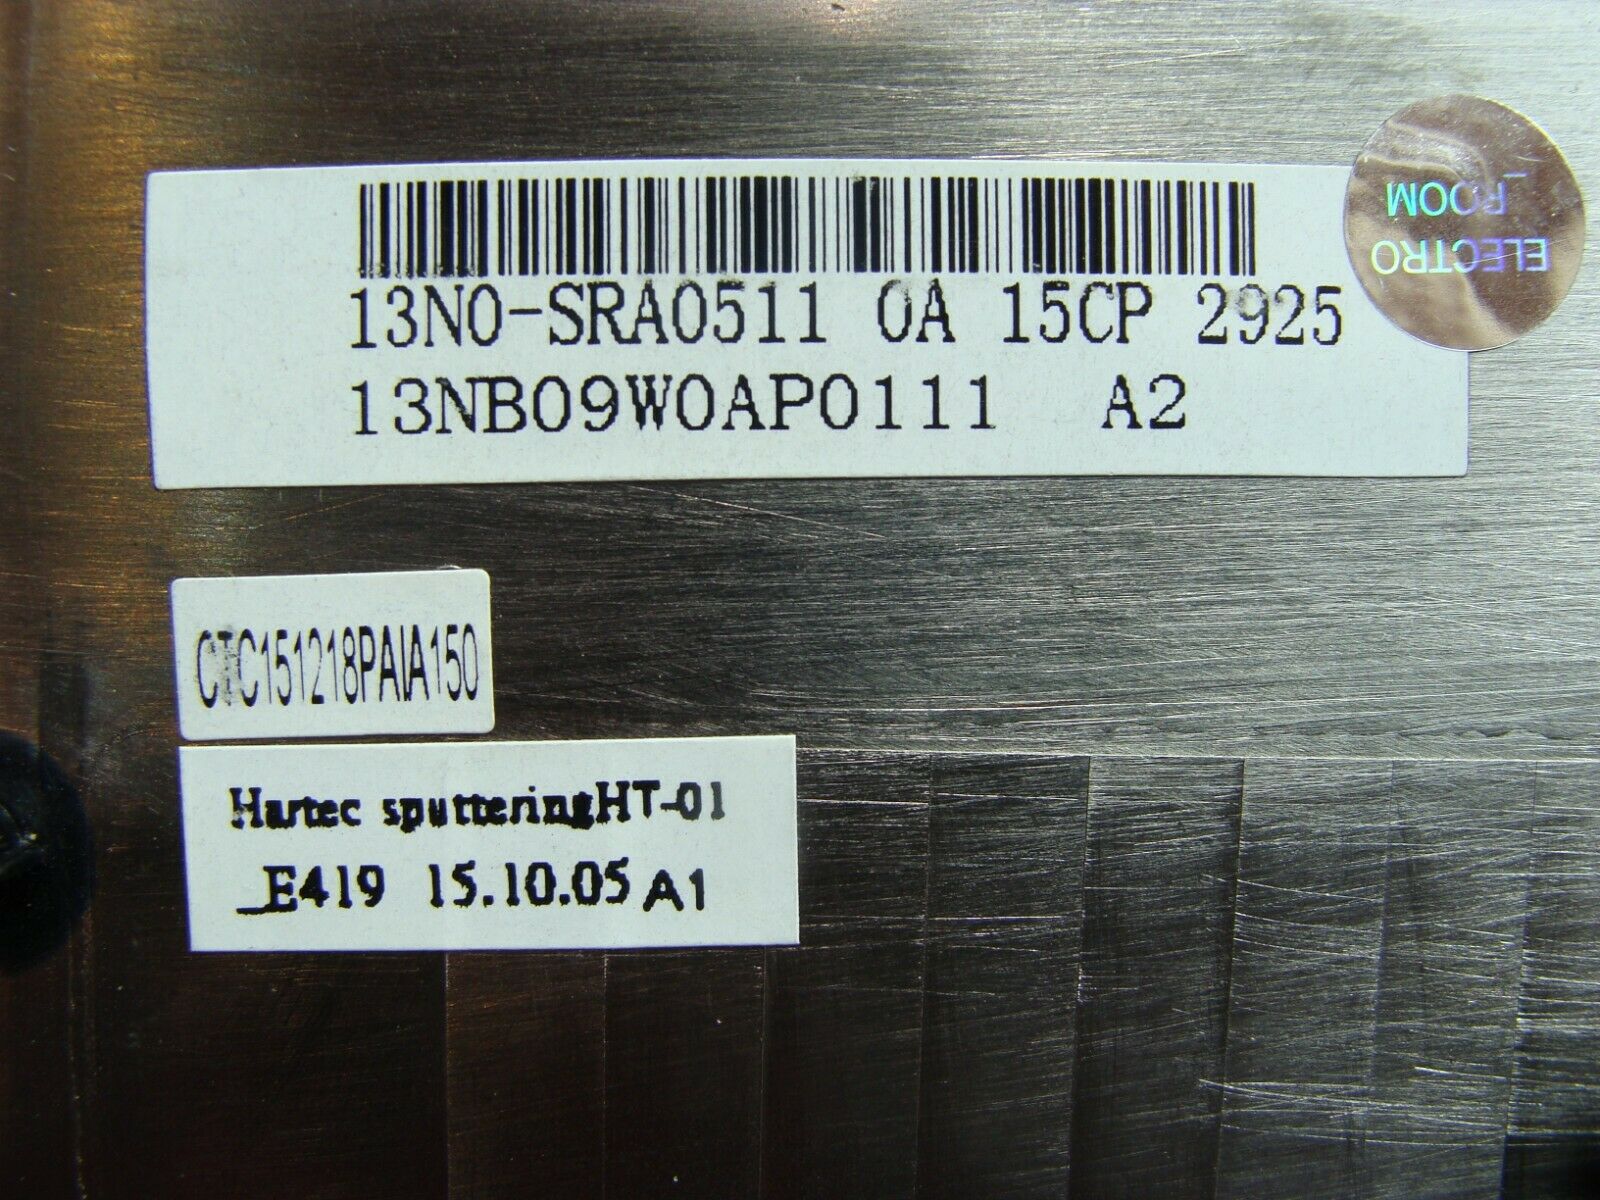 13N0-SRA0511 0A 15CP 2925
13NB09W0AP0111 A2
ELECTRO
ROOM
CTC151218PAIA150
Hartec sputteringHT-01
_E419 15.10.05 A1